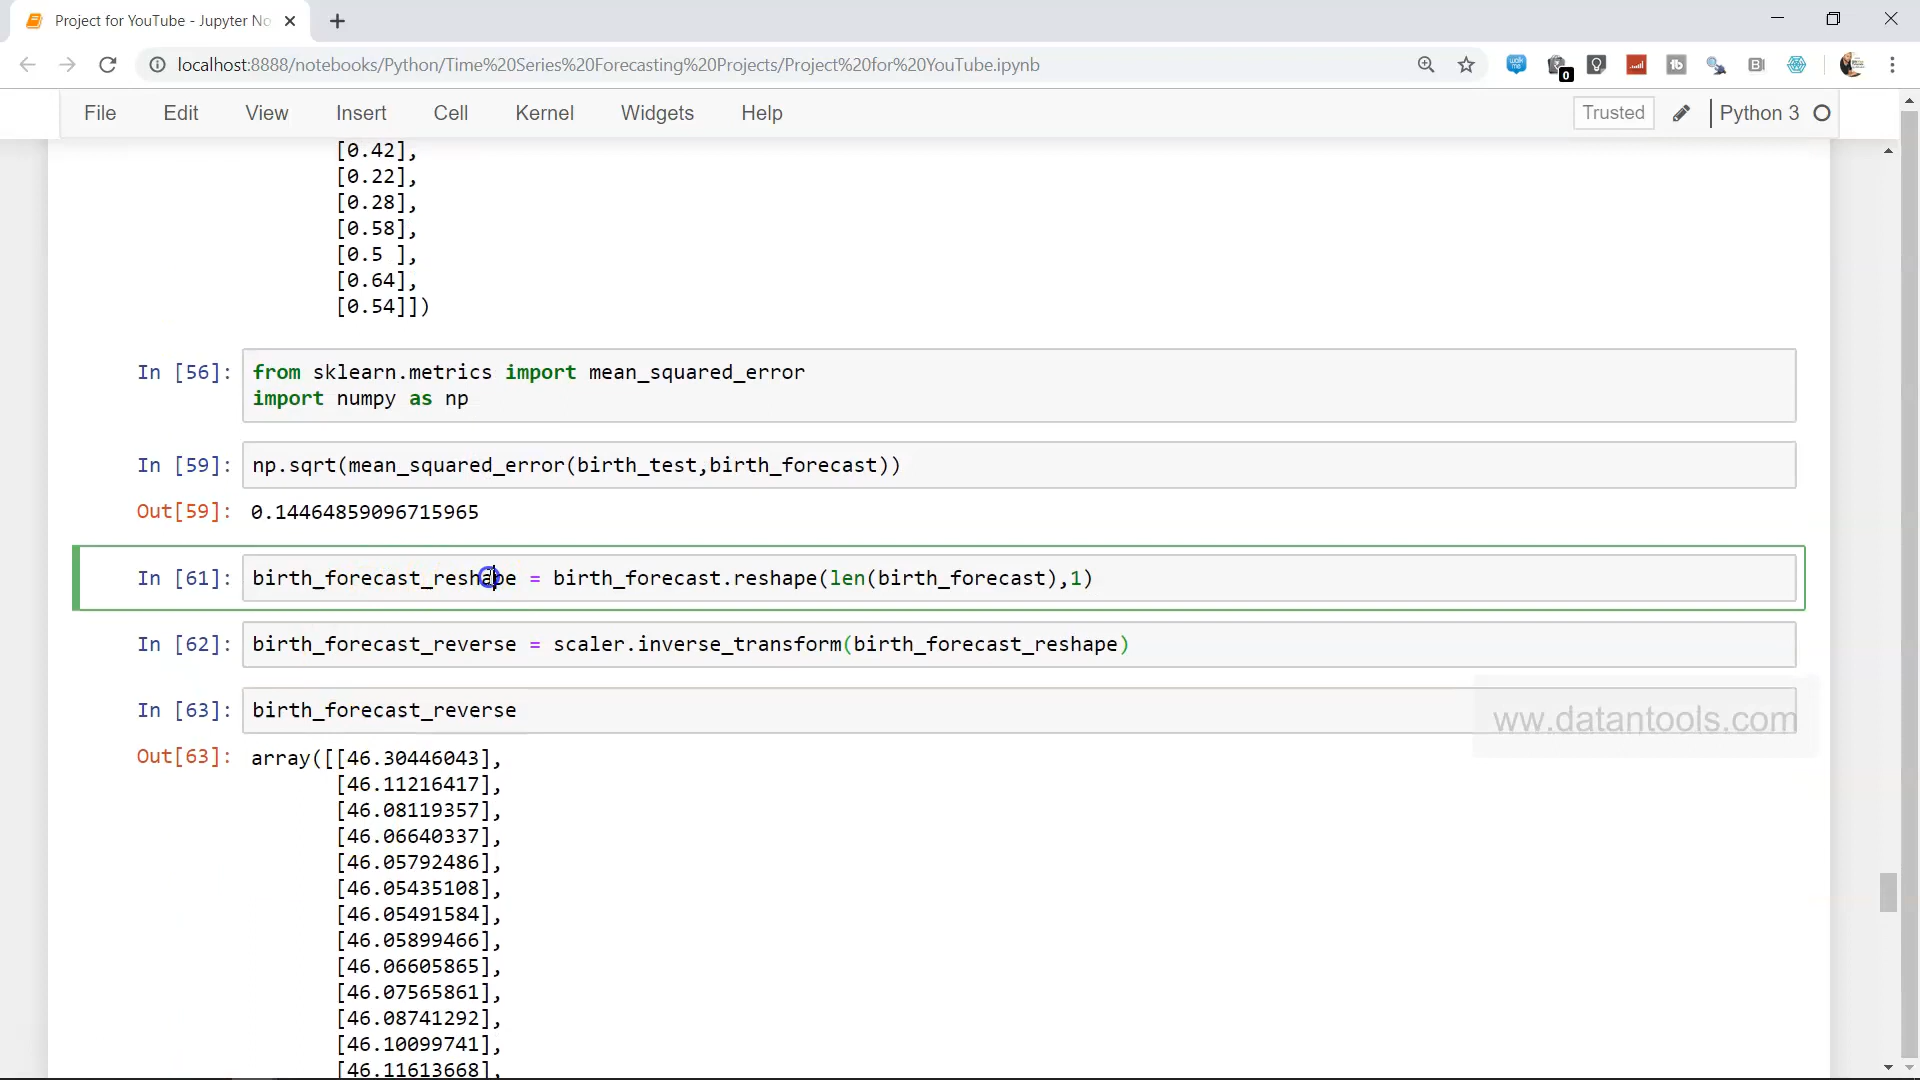 Project for YouTube - Jupyter No
localhost:8888/notebooks/Python/Time%20Series%20Forecasting%20Projects/Project%20for%20YouTube.ipynb
0
File Edit View Insert Cell Kernel Widgets Help Trusted Python 3
[0.42],
[0.22],
[0.28],
[0.58],
[0.5 ],
[0.64],
[0.54]])
In [56]: from sklearn.metrics import mean_squared_error
import numpy as np
In [59]: np.sqrt(mean_squared_error(birth_test,birth_forecast))
Out[59]: 0.14464859096715965
In [61]: birth_forecast_reshape = birth_forecast.reshape(len(birth_forecast),1)
In [62]: birth_forecast_reverse = scaler.inverse_transform(birth_forecast_reshape)
In [63]: birth_forecast_reverse
ww.datantools.com
Out[63]: array([[46.30446043],
[46.11216417],
[46.08119357],
[46.06640337],
[46.05792486],
[46.05435108],
[46.05491584],
[46.05899466],
[46.06605865],
[46.07565861],
[46.08741292],
[46.10099741],
[46.11613668],